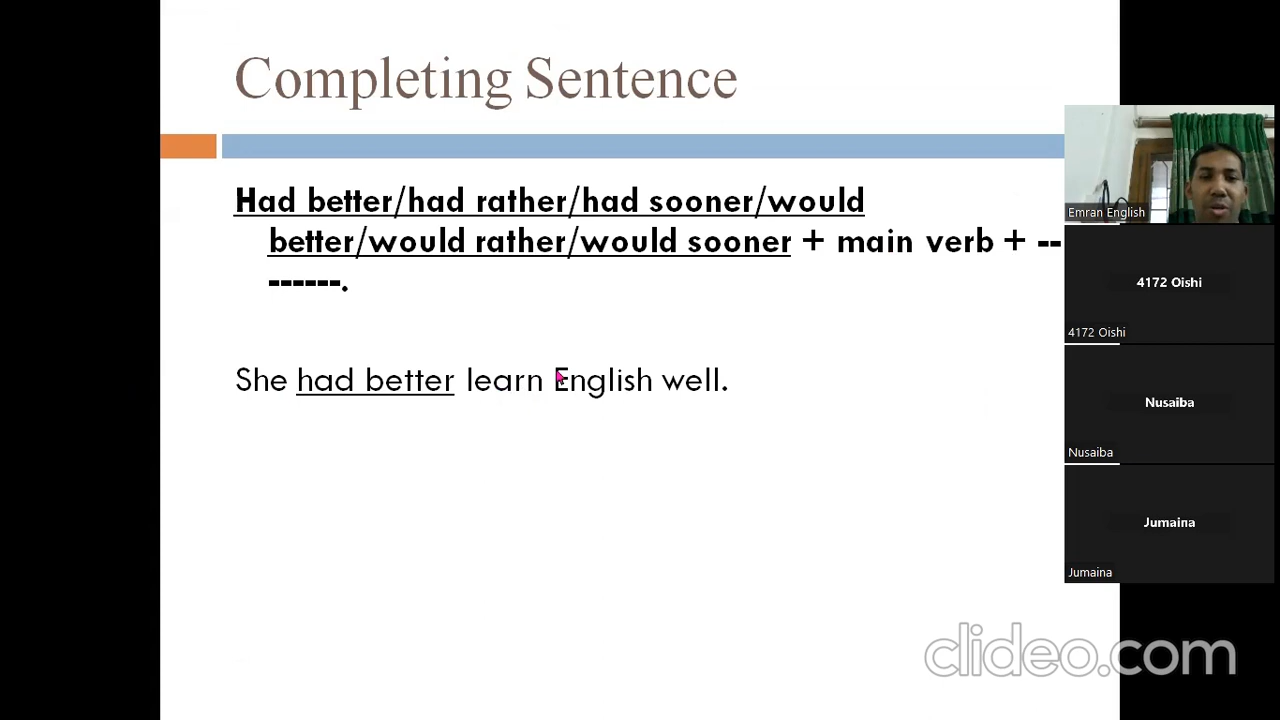 Completing Sentence
Had better/had rather/had sooner/would
better/would rather/would sooner + main verb + --
------.
She had better learn English well.
Emran English
4172 Oishi
4172 Oishi
Nusaiba
Nusaiba
Jumaina
Jumaina
clideo.com